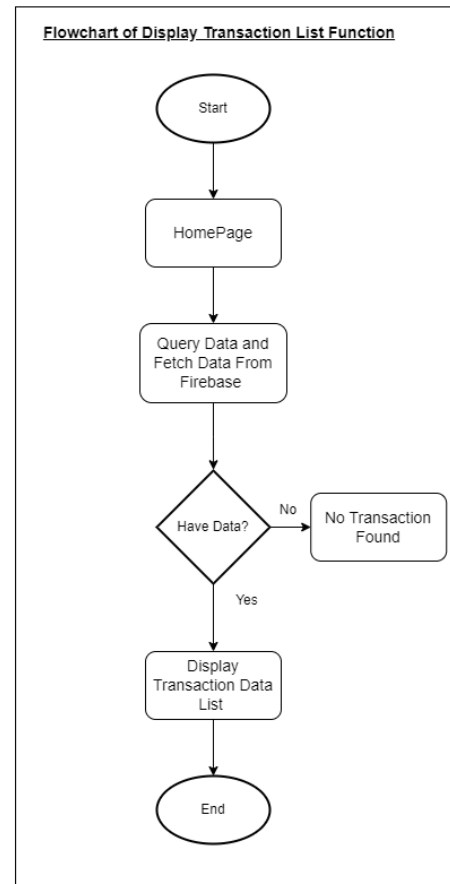 Flowchart of Display Transaction List Function
Start
HomePage
Query Data and
Fetch Data From
Firebase
Have Data?
No
No Transaction
Found
Yes
Display
Transaction Data
List
End